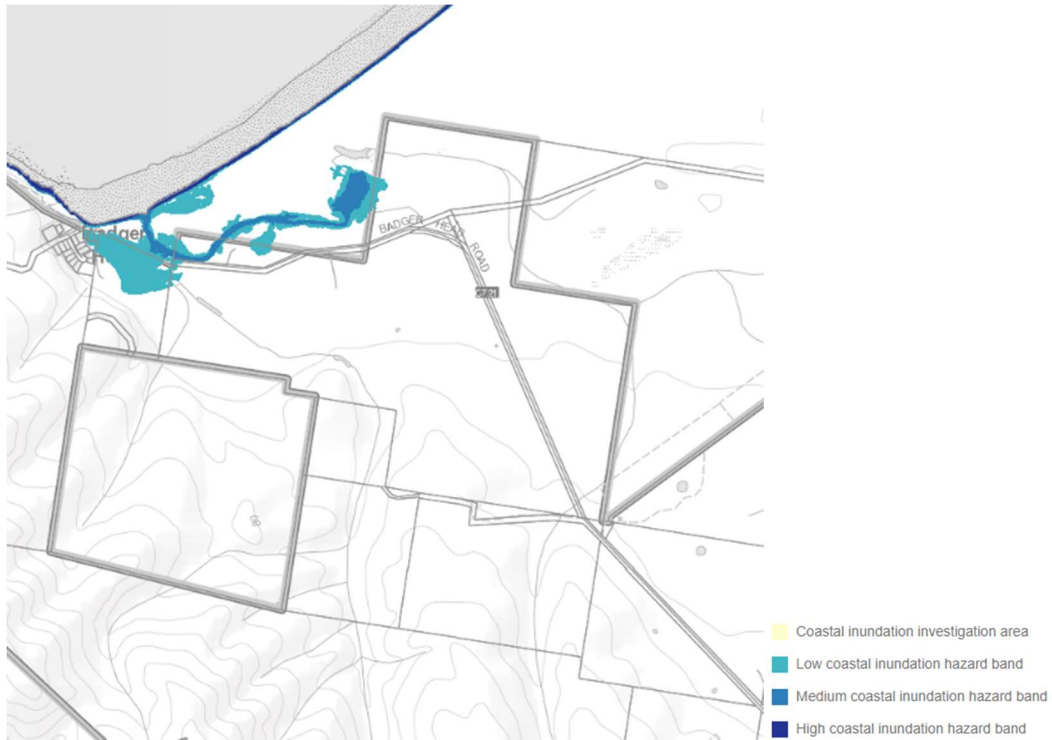 Badger
BADGER HEAD ROAD
C721
Coastal inundation investigation area
Low coastal inundation hazard band
Medium coastal inundation hazard band
High coastal inundation hazard band